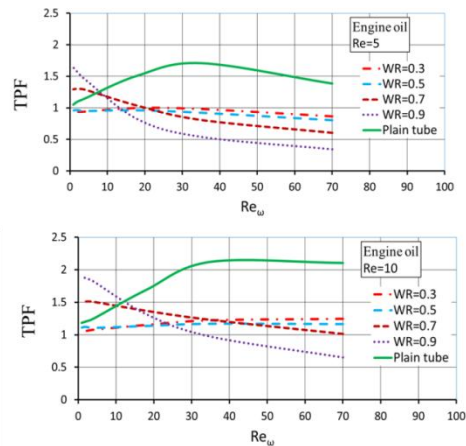 2.5
2
1.5
1
0.5
0
TPF
Engine oil
Re=5
WR=0.3
WR=0.5
WR=0.7
WR=0.9
Plain tube
0 10 20 30 40 50 60 70 80 90 100
Reω
2.5
2
1.5
1
0.5
0
TPF
Engine oil
Re=10
WR=0.3
WR=0.5
WR=0.7
WR=0.9
Plain tube
0 10 20 30 40 50 60 70 80 90 100
Reω